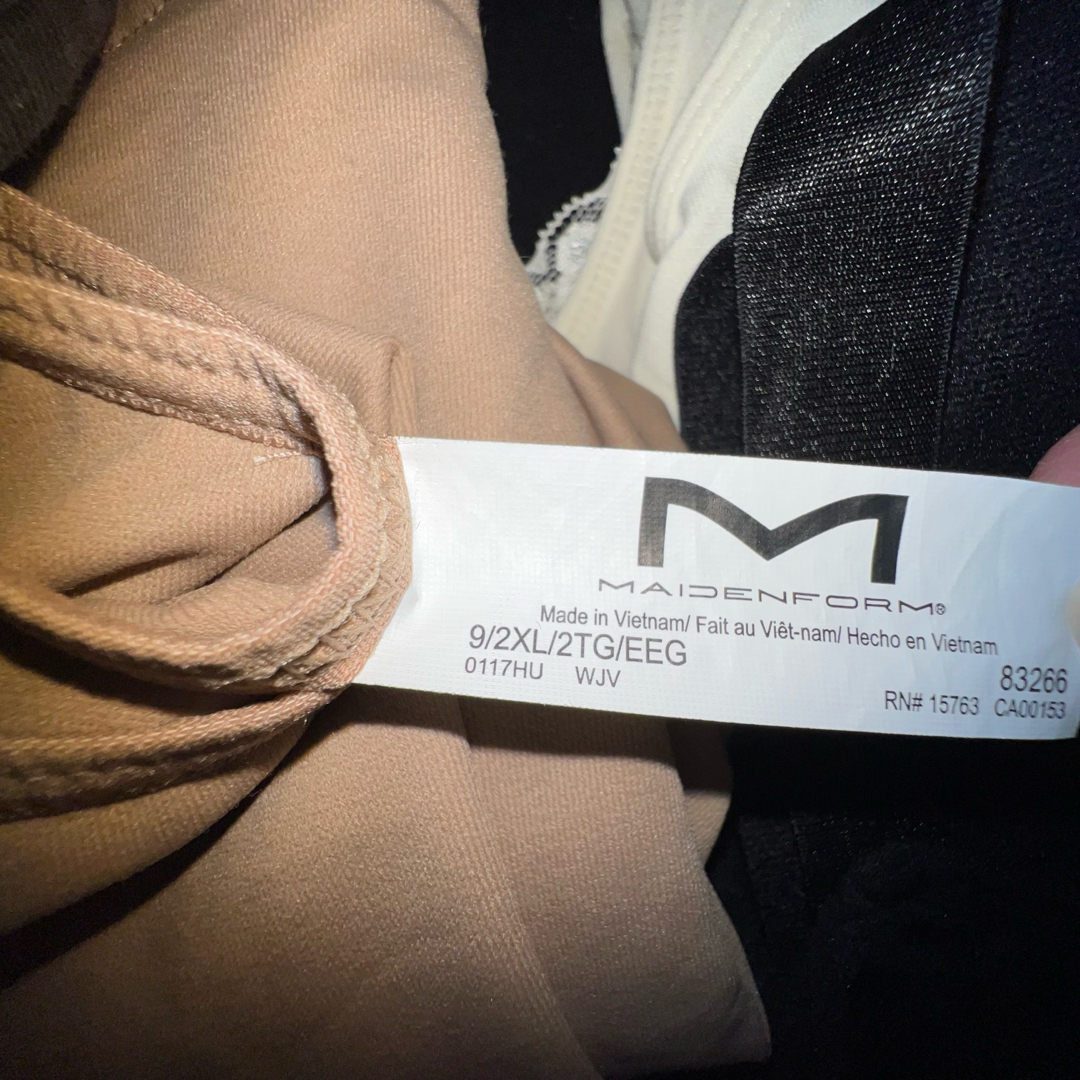 M
MAIDENFORM®
Made in Vietnam/ Fait au Viêt-nam/ Hecho en Vietnam
9/2XL/2TG/EEG
0117HU WJV
83266
RN# 15763 CA00153